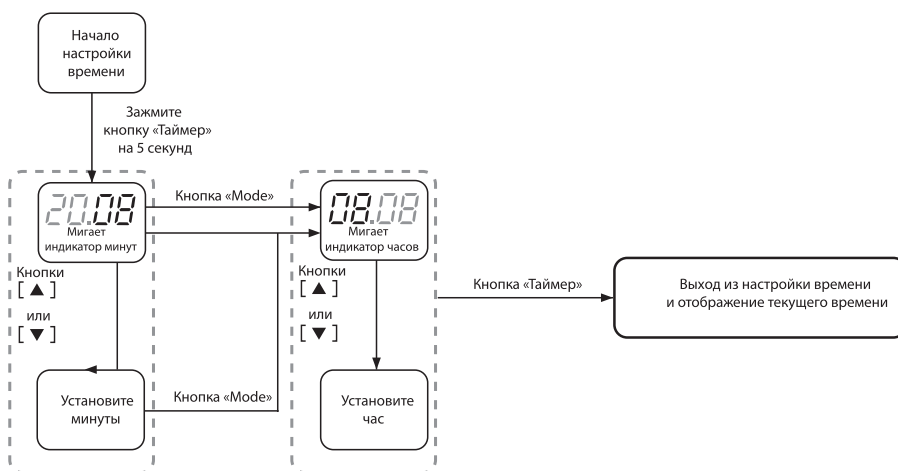 Начало
настройки
времени
Зажмите
кнопку «Таймер»
на 5 секунд
20.08
Мигает
индикатор минут
Кнопка «Mode»
08.08
Мигает
индикатор часов
Кнопки
[▲]
или
[▼]
Кнопки
[▲]
или
[▼]
Кнопка «Таймер»
Выход из настройки времени
и отображение текущего времени
Установите
минуты
Кнопка «Mode»
Установите
час